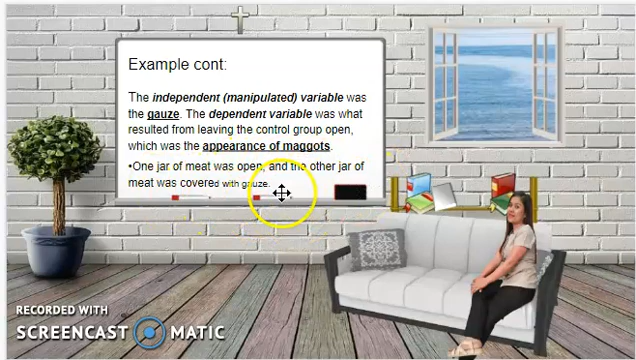 Example cont:
The independent (manipulated) variable was
the gauze. The dependent variable was what
resulted from leaving the control group open,
which was the appearance of maggots.
•One jar of meat was open, and the other jar of
meat was covered with gauze.
RECORDED WITH
SCREENCAST MATIC